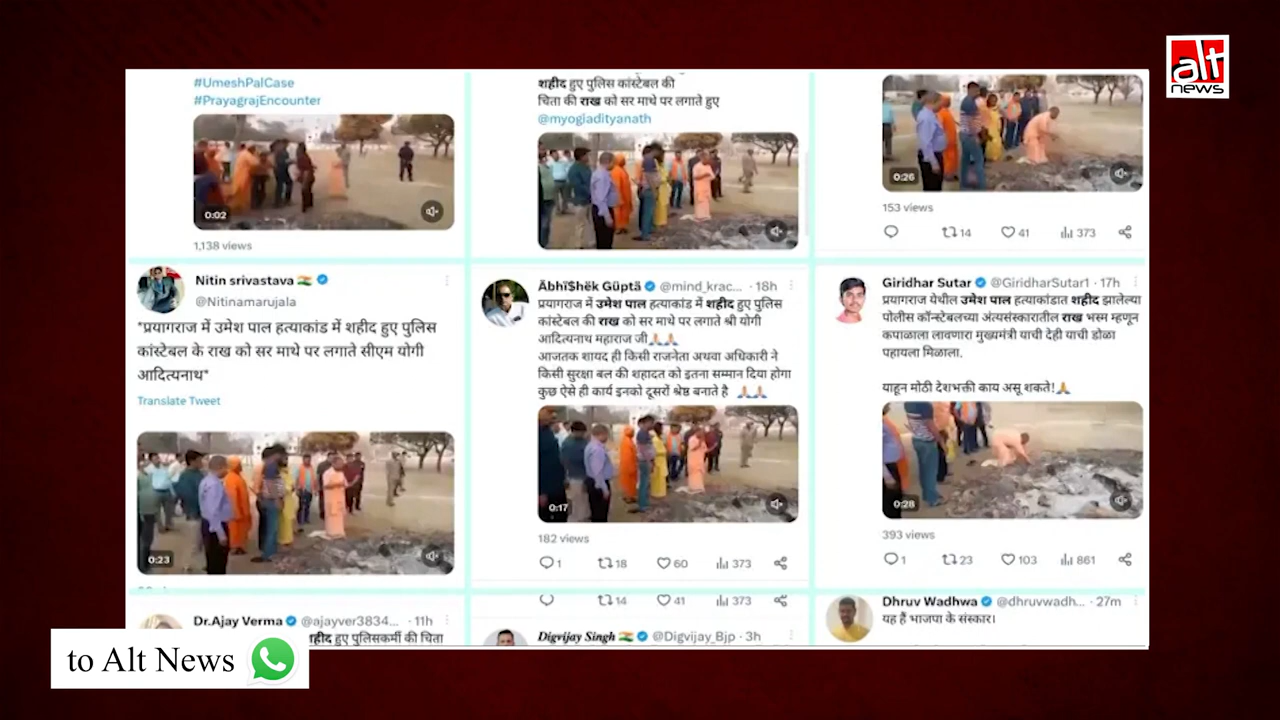 #UmeshPalCase
#PrayagrajEncounter
0:02
1,138 views
शहीद हुए पुलिस कांस्टेबल की
चिता की राख को सर माथे पर लगाते हुए
@myogiadityanath
0:26
153 views
14 41 373
alt
news
Nitin srivastava
@Nitinamarujala
*प्रयागराज में उमेश पाल हत्याकांड में शहीद हुए पुलिस
कांस्टेबल के राख को सर माथे पर लगाते सीएम योगी
आदित्यनाथ*
Translate Tweet
0:23
Ãbhî$hëk Güptã @mind_krac... · 18h
प्रयागराज में उमेश पाल हत्याकांड में शहीद हुए पुलिस
कांस्टेबल की राख को सर माथे पर लगाते श्री योगी
आदित्यनाथ महाराज जी
आजतक शायद ही किसी राजनेता अथवा अधिकारी ने
किसी सुरक्षा बल की शहादत को इतना सम्मान दिया होगा
कुछ ऐसे ही कार्य इनको दूसरों श्रेष्ठ बनाते है
0:17
182 views
1 18 60 373
Giridhar Sutar @GiridharSutar1 · 17h
प्रयागराज येथील उमेश पाल हत्याकांडात शहीद झालेल्या
पोलीस कॉन्स्टेबलच्या अंत्यसंस्कारातील राख भस्म म्हणून
कपाळाला लावणारा मुख्यमंत्री याची देही याची डोळा
पहायला मिळाला.
याहून मोठी देशभक्ती काय असू शकते!
0:28
393 views
1 23 103 861
Dr.Ajay Verma @ajayver3834... · 11h
हुए पुलिसकर्मी की चिता
14 41 373
Digvijay Singh @Digvijay_Bjp · 3h
Dhruv Wadhwa @dhruvwadh... · 27m
यह हैं भाजपा के संस्कार।
to Alt News